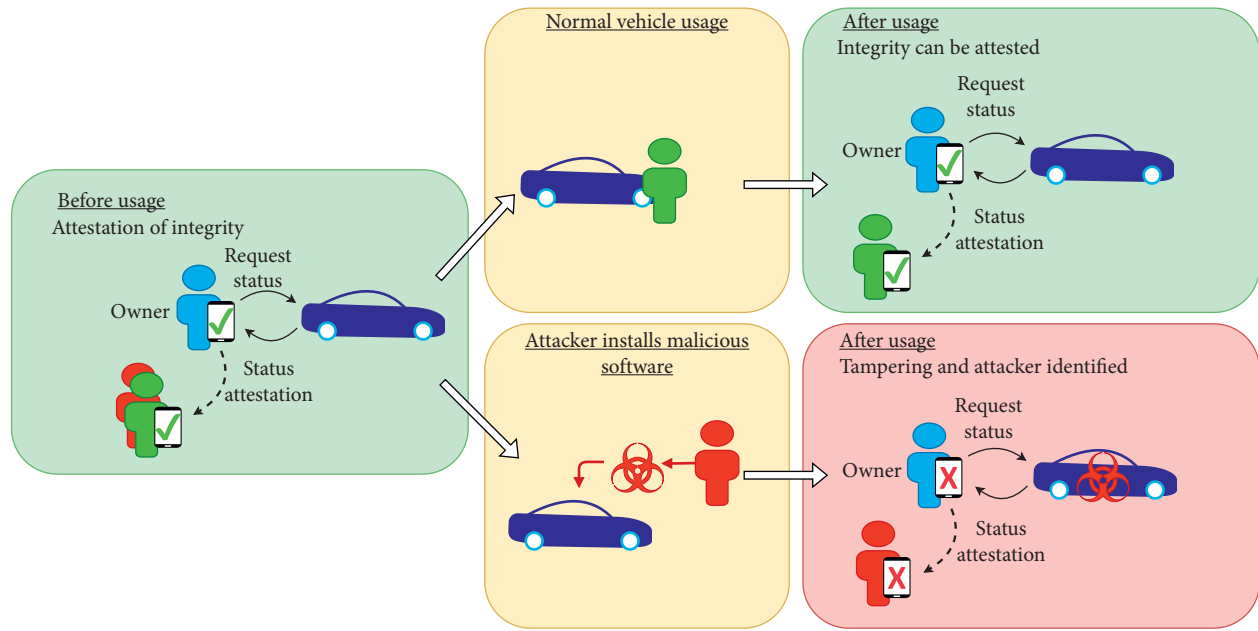 Before usage
Attestation of integrity
Request
status
Owner
Status
attestation
Normal vehicle usage
After usage
Integrity can be attested
Request
status
Owner
Status
attestation
Attacker installs malicious
software
After usage
Tampering and attacker identified
Request
status
Owner
X
Status
attestation
X